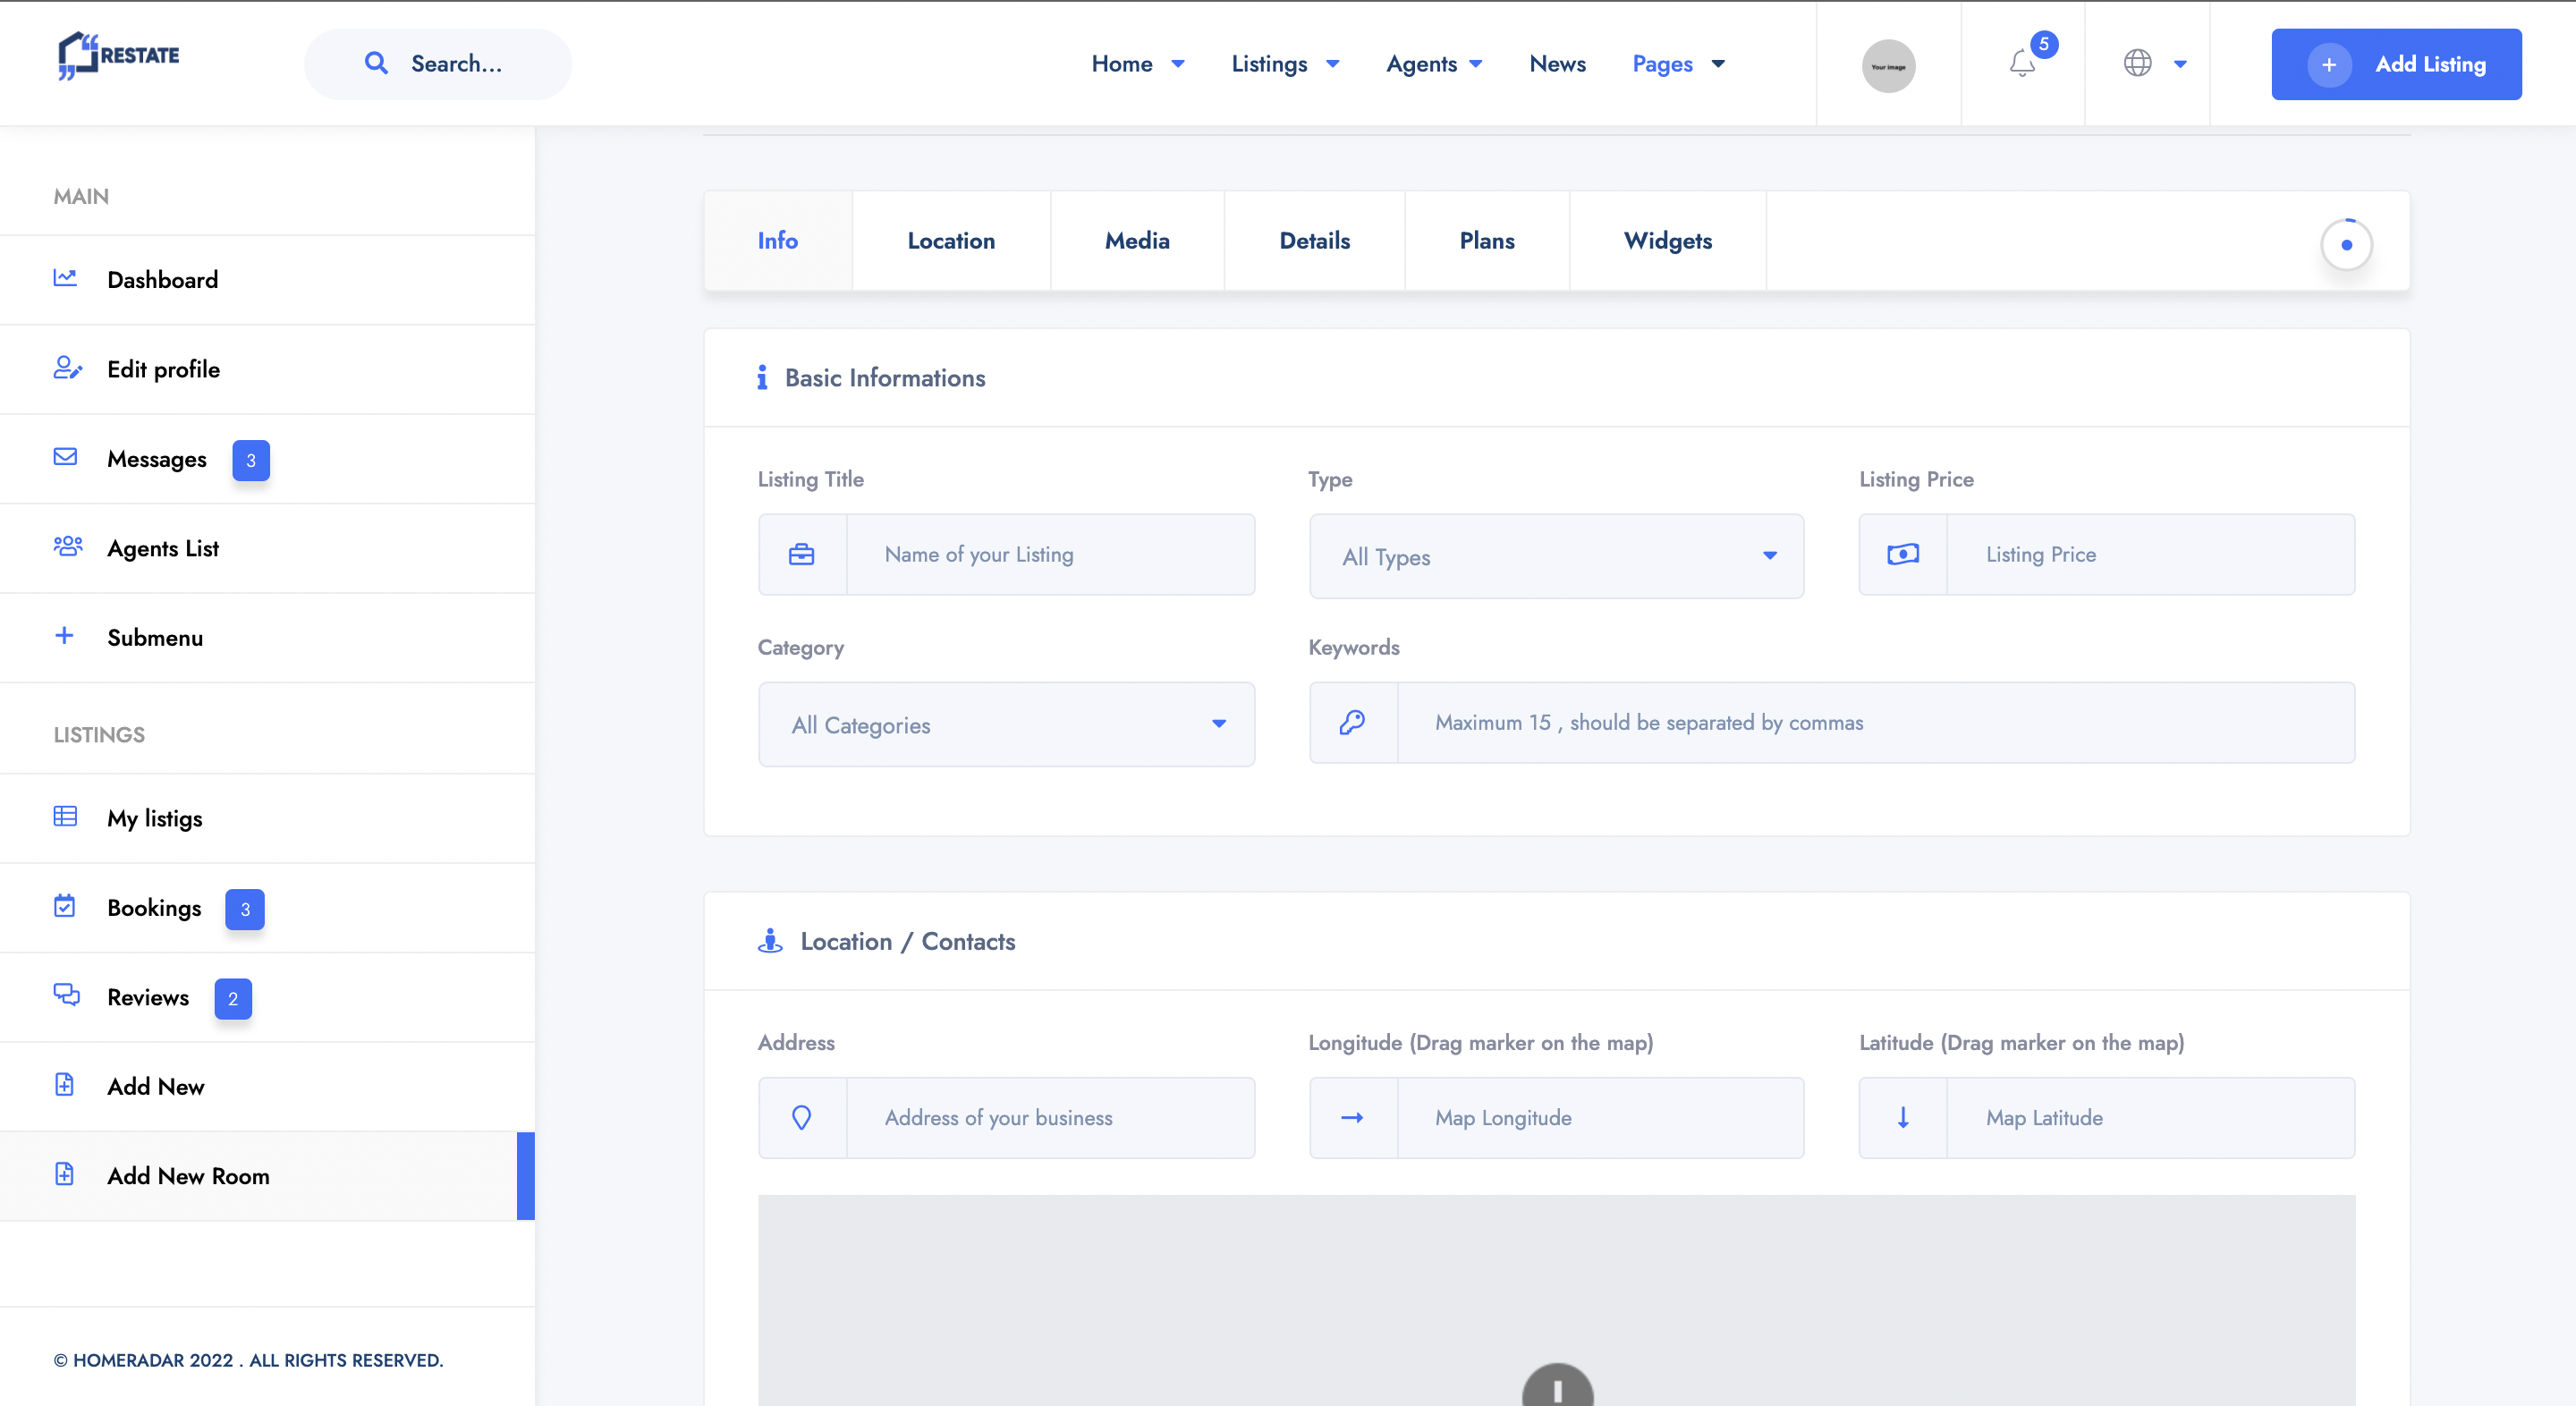 RESTATE
Search...
Home
Listings
Agents
News
Pages
Your image
5
+ Add Listing
MAIN
Dashboard
Edit profile
Messages 3
Agents List
Submenu
LISTINGS
My listigs
Bookings 3
Reviews 2
Add New
Add New Room
© HOMERADAR 2022 . ALL RIGHTS RESERVED.
Info
Location
Media
Details
Plans
Widgets
Basic Informations
Listing Title
Type
Listing Price
Name of your Listing
All Types
Listing Price
Category
Keywords
All Categories
Maximum 15 , should be separated by commas
Location / Contacts
Address
Longitude (Drag marker on the map)
Latitude (Drag marker on the map)
Address of your business
Map Longitude
Map Latitude